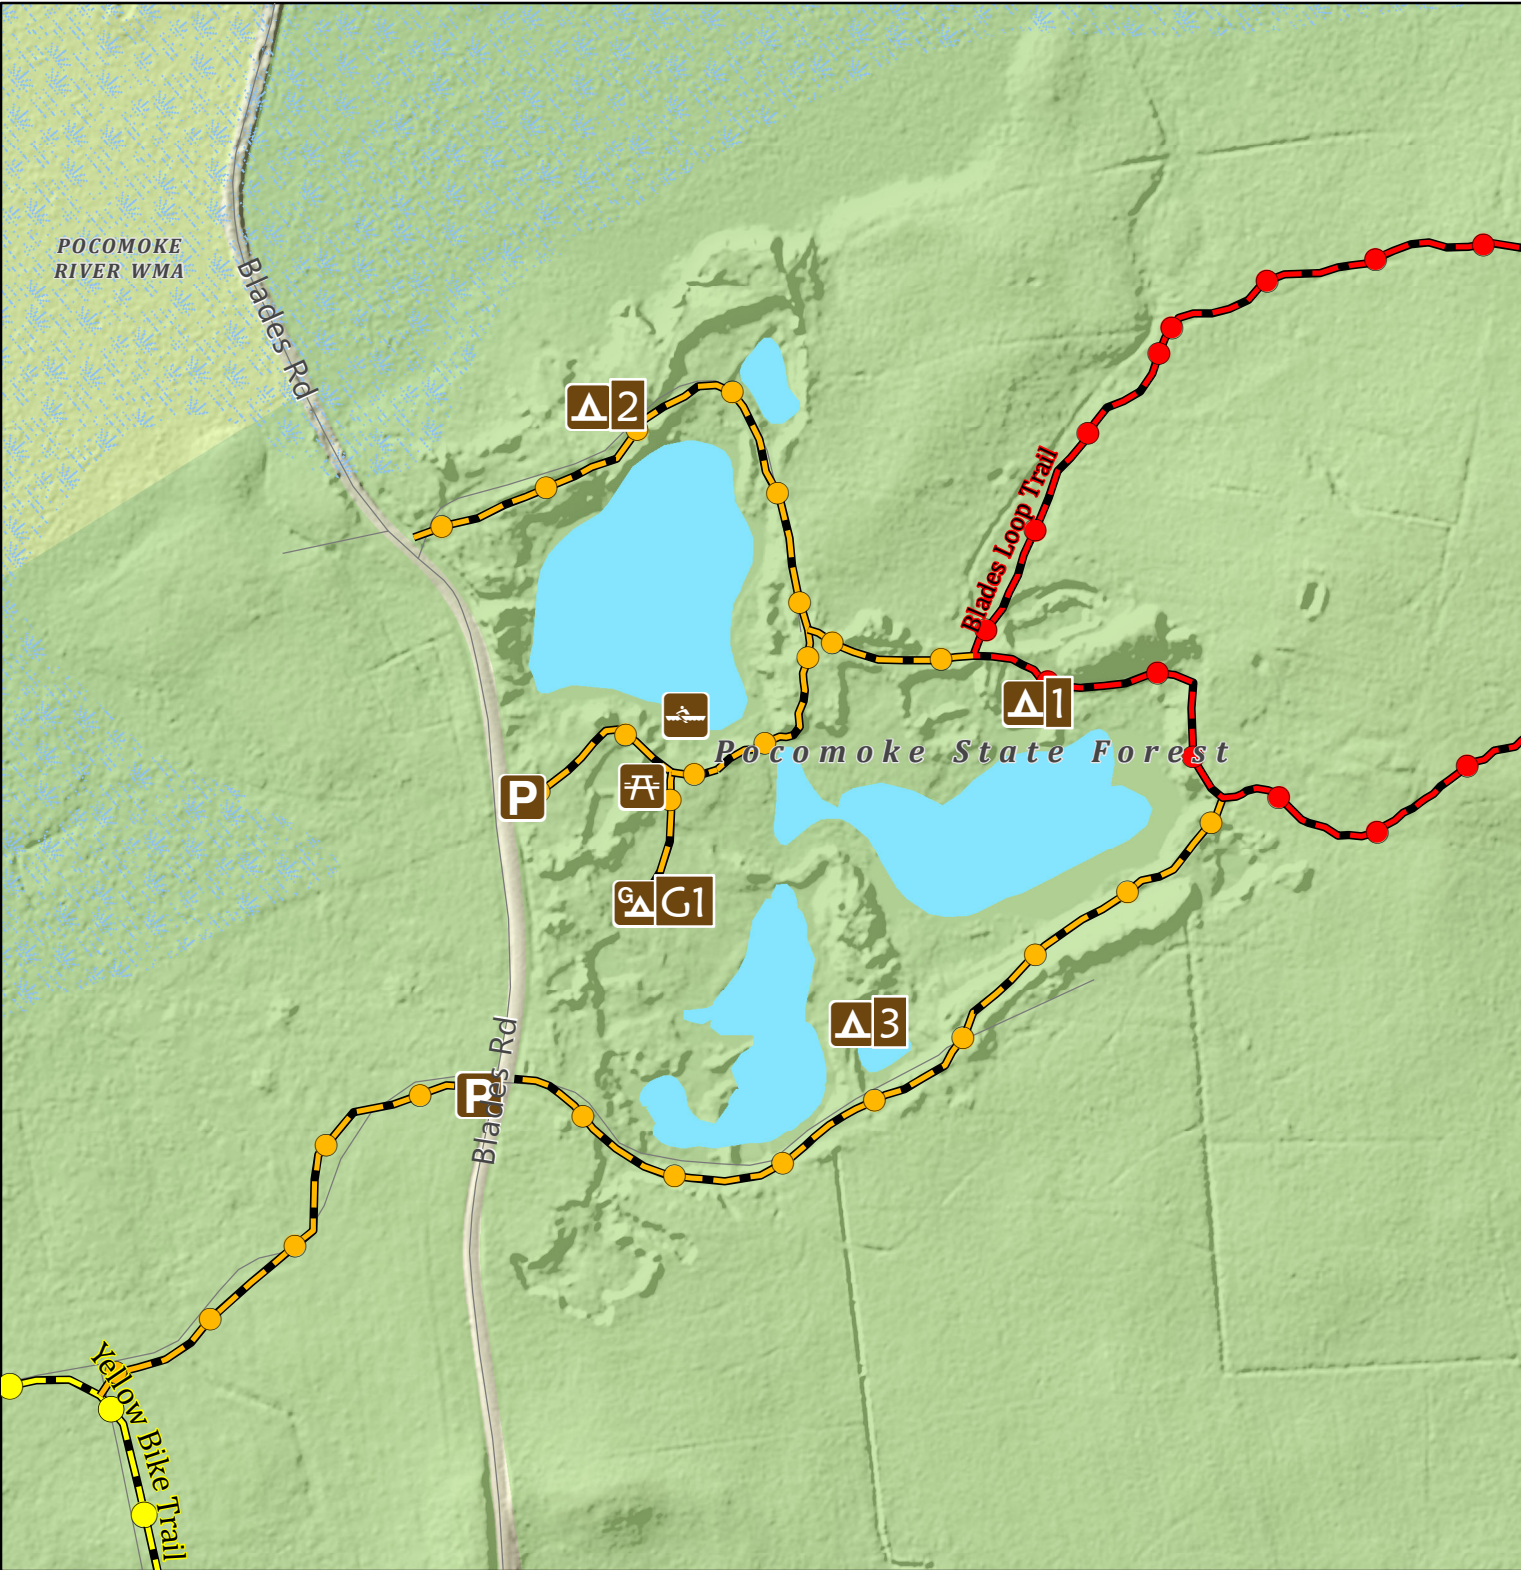 POCOMOKE
RIVER WMA
Blades Rd
2
Blades Loop Trail
1
Pocomoke State Forest
P
G
G1
3
Blades Rd
P
Yellow Bike Trail